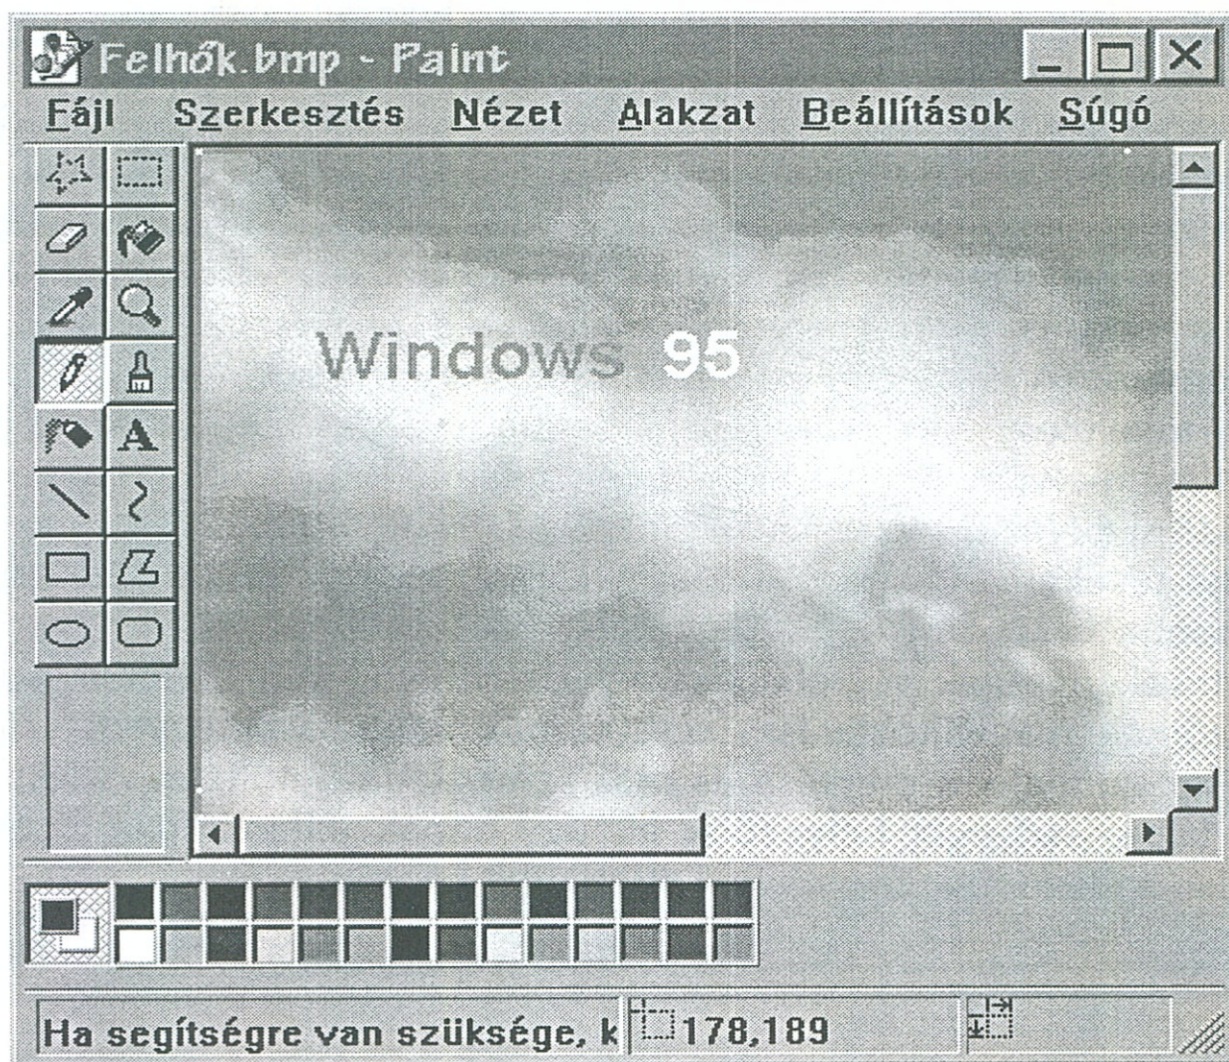 Felhők.bmp - Paint
Fájl Szerkesztés Nézet Alakzat Beállítások Súgó
Windows 95
A
Ha segítségre van szüksége, k 178,189